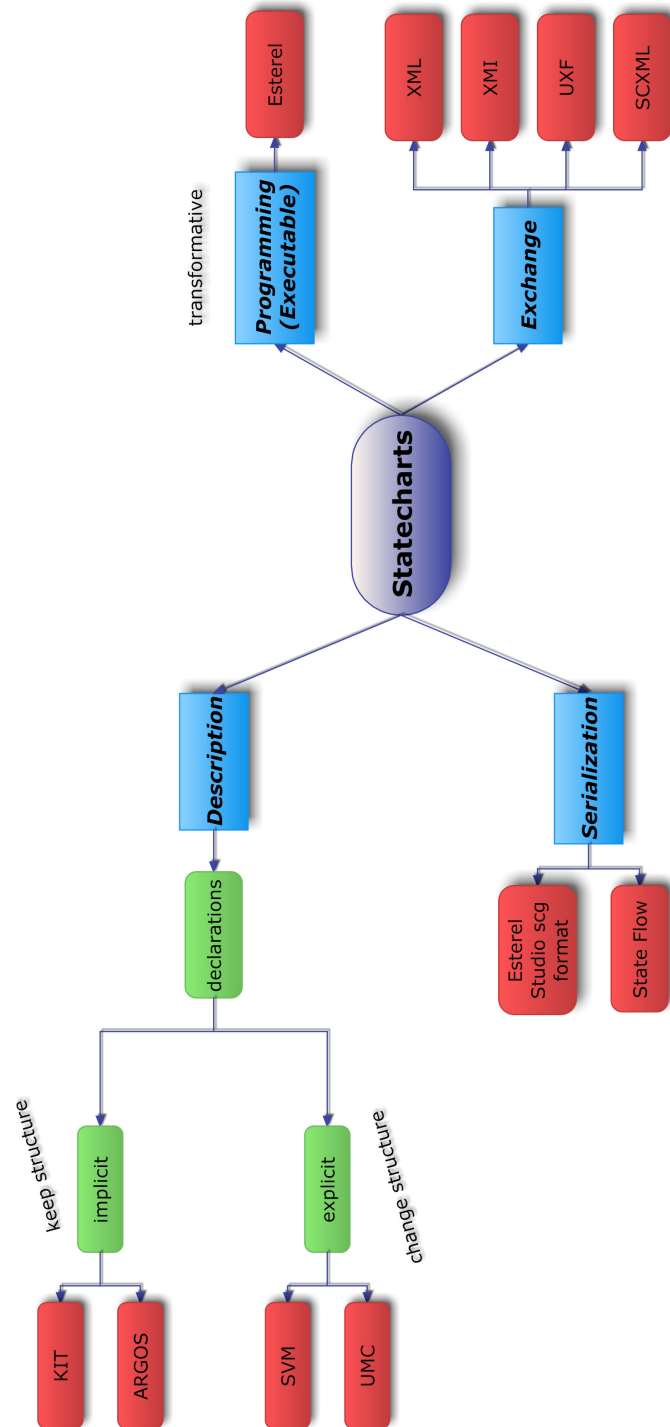 keep structure
KIT
implicit
ARGOS
declarations
Description
transformative
Programming
(Executable)
Esterel
SVM
explicit
UMC
change structure
Statecharts
XML
XMI
Exchange
UXF
SCXML
Esterel
Studio scg
format
Serialization
State Flow